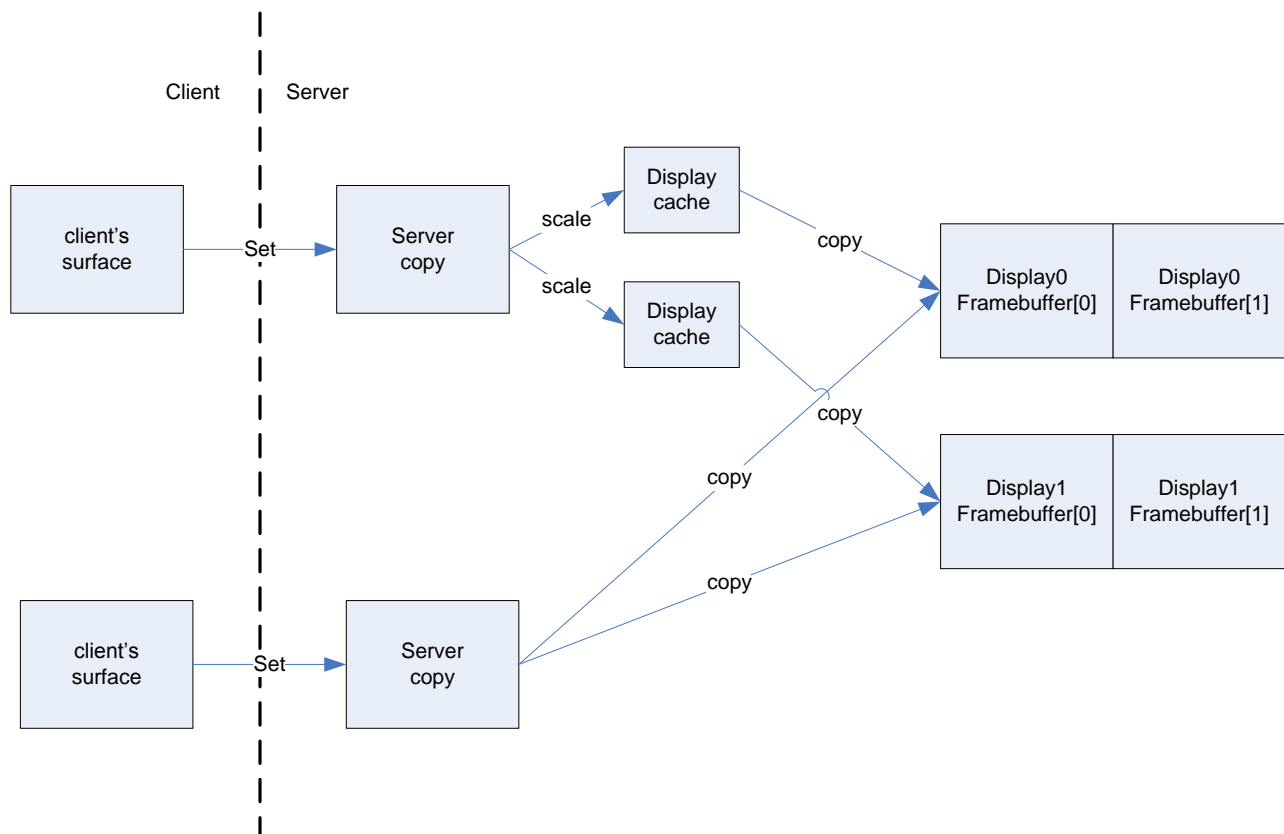 Client
Server
client's
surface
Set
Server
copy
scale
scale
Display
cache
Display
cache
copy
copy
Display0
Framebuffer[0]
Display0
Framebuffer[1]
copy
Display1
Framebuffer[0]
Display1
Framebuffer[1]
copy
client's
surface
Set
Server
copy